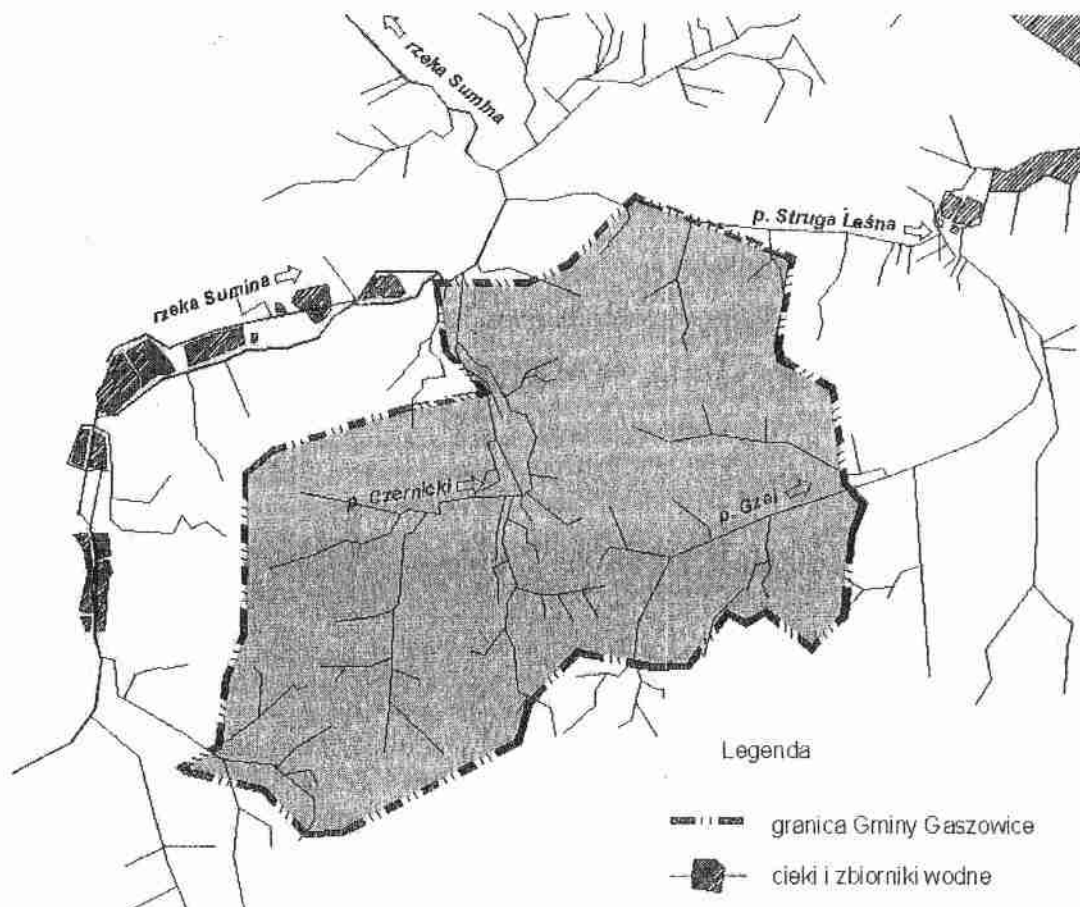 rzeka Sumina
p. Struga Leśna
rzeka Sumina
p. Czernicki
p. Gzel
Legenda
granica Gminy Gaszowice
cieki i zbiorniki wodne